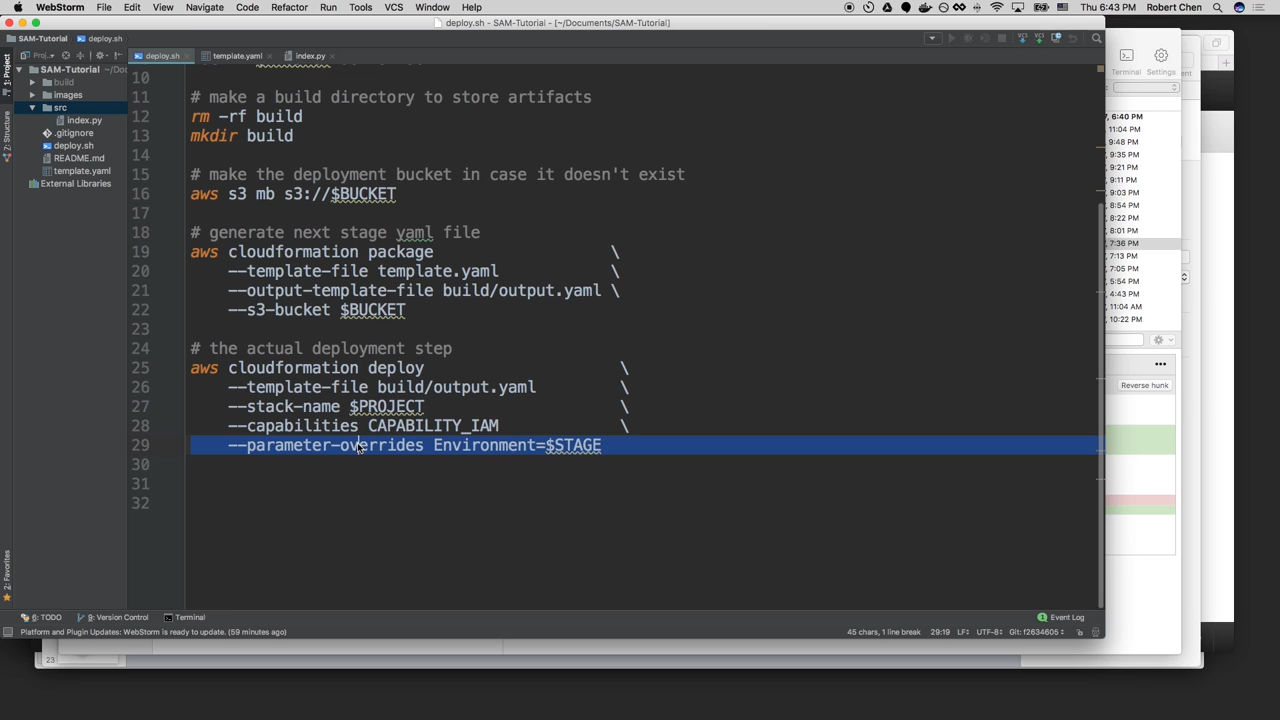 WebStorm File Edit View Navigate Code Refactor Run Tools VCS Window Help
Thu 6:43 PM Robert Chen
deploy.sh - SAM-Tutorial - [~/Documents/SAM-Tutorial]
SAM-Tutorial deploy.sh
Proj..
deploy.sh template.yaml index.py
1: Project
2: Structure
2: Favorites
SAM-Tutorial ~/Doc
build
images
src
index.py
.gitignore
deploy.sh
README.md
template.yaml
External Libraries
10
11 # make a build directory to store artifacts
12 rm -rf build
13 mkdir build
14
15 # make the deployment bucket in case it doesn't exist
16 aws s3 mb s3://$BUCKET
17
18 # generate next stage yaml file
19 aws cloudformation package \
20 --template-file template.yaml \
21 --output-template-file build/output.yaml \
22 --s3-bucket $BUCKET
23
24 # the actual deployment step
25 aws cloudformation deploy \
26 --template-file build/output.yaml \
27 --stack-name $PROJECT \
28 --capabilities CAPABILITY_IAM \
29 --parameter-overrides Environment=$STAGE
30
31
32
6: TODO 9: Version Control Terminal Event Log
Platform and Plugin Updates: WebStorm is ready to update. (59 minutes ago) 45 chars, 1 line break 29:19 LF UTF-8 Git: f2634605
Terminal Settings
, 6:40 PM
, 11:04 PM
, 9:48 PM
, 9:35 PM
, 9:21 PM
, 9:11 PM
, 9:03 PM
, 8:54 PM
, 8:22 PM
, 8:01 PM
, 7:36 PM
, 7:13 PM
, 7:05 PM
, 5:54 PM
, 4:43 PM
, 11:04 AM
, 10:22 PM
Reverse hunk
23